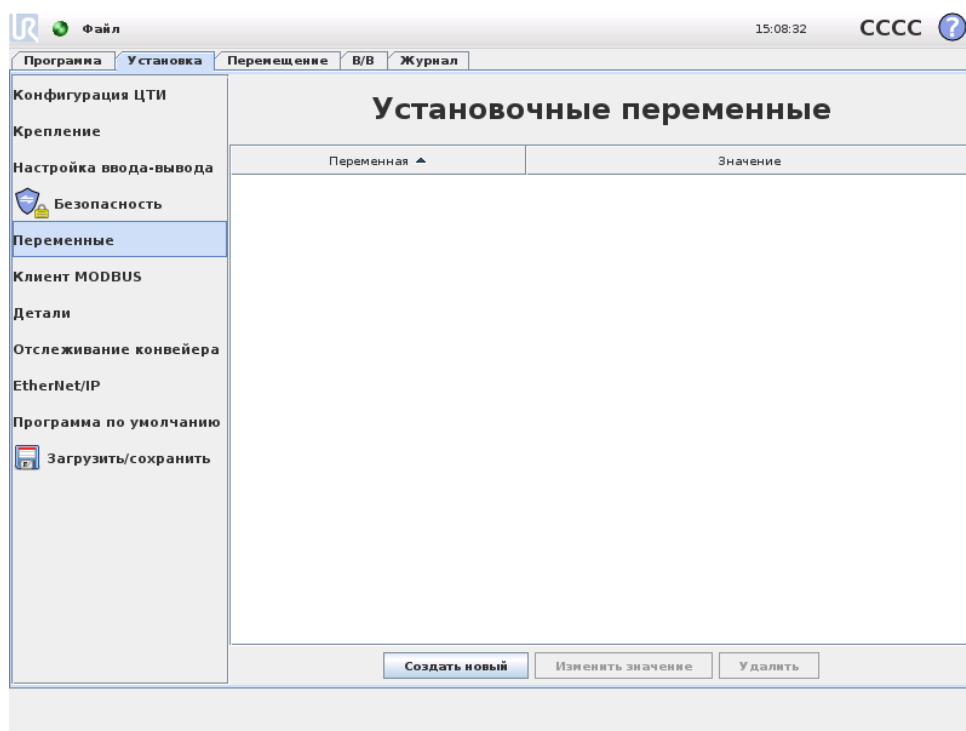 UR Файл 15:08:32 CCCC ?
Программа Установка Перемещение В/В Журнал
Конфигурация ЦТИ
Крепление
Настройка ввода-вывода
Безопасность
Переменные
Клиент MODBUS
Детали
Отслеживание конвейера
EtherNet/IP
Программа по умолчанию
Загрузить/сохранить
Установочные переменные
Переменная Значение
Создать новый Изменить значение Удалить